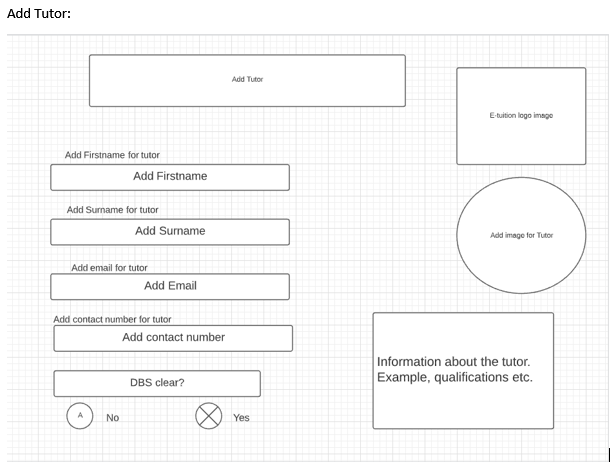 Add Tutor:
Add Tutor
E-tuition logo image
Add Firstname for tutor
Add Firstname
Add Surname for tutor
Add Surname
Add image for Tutor
Add email for tutor
Add Email
Add contact number for tutor
Add contact number
Information about the tutor.
Example, qualifications etc.
DBS clear?
A No Yes